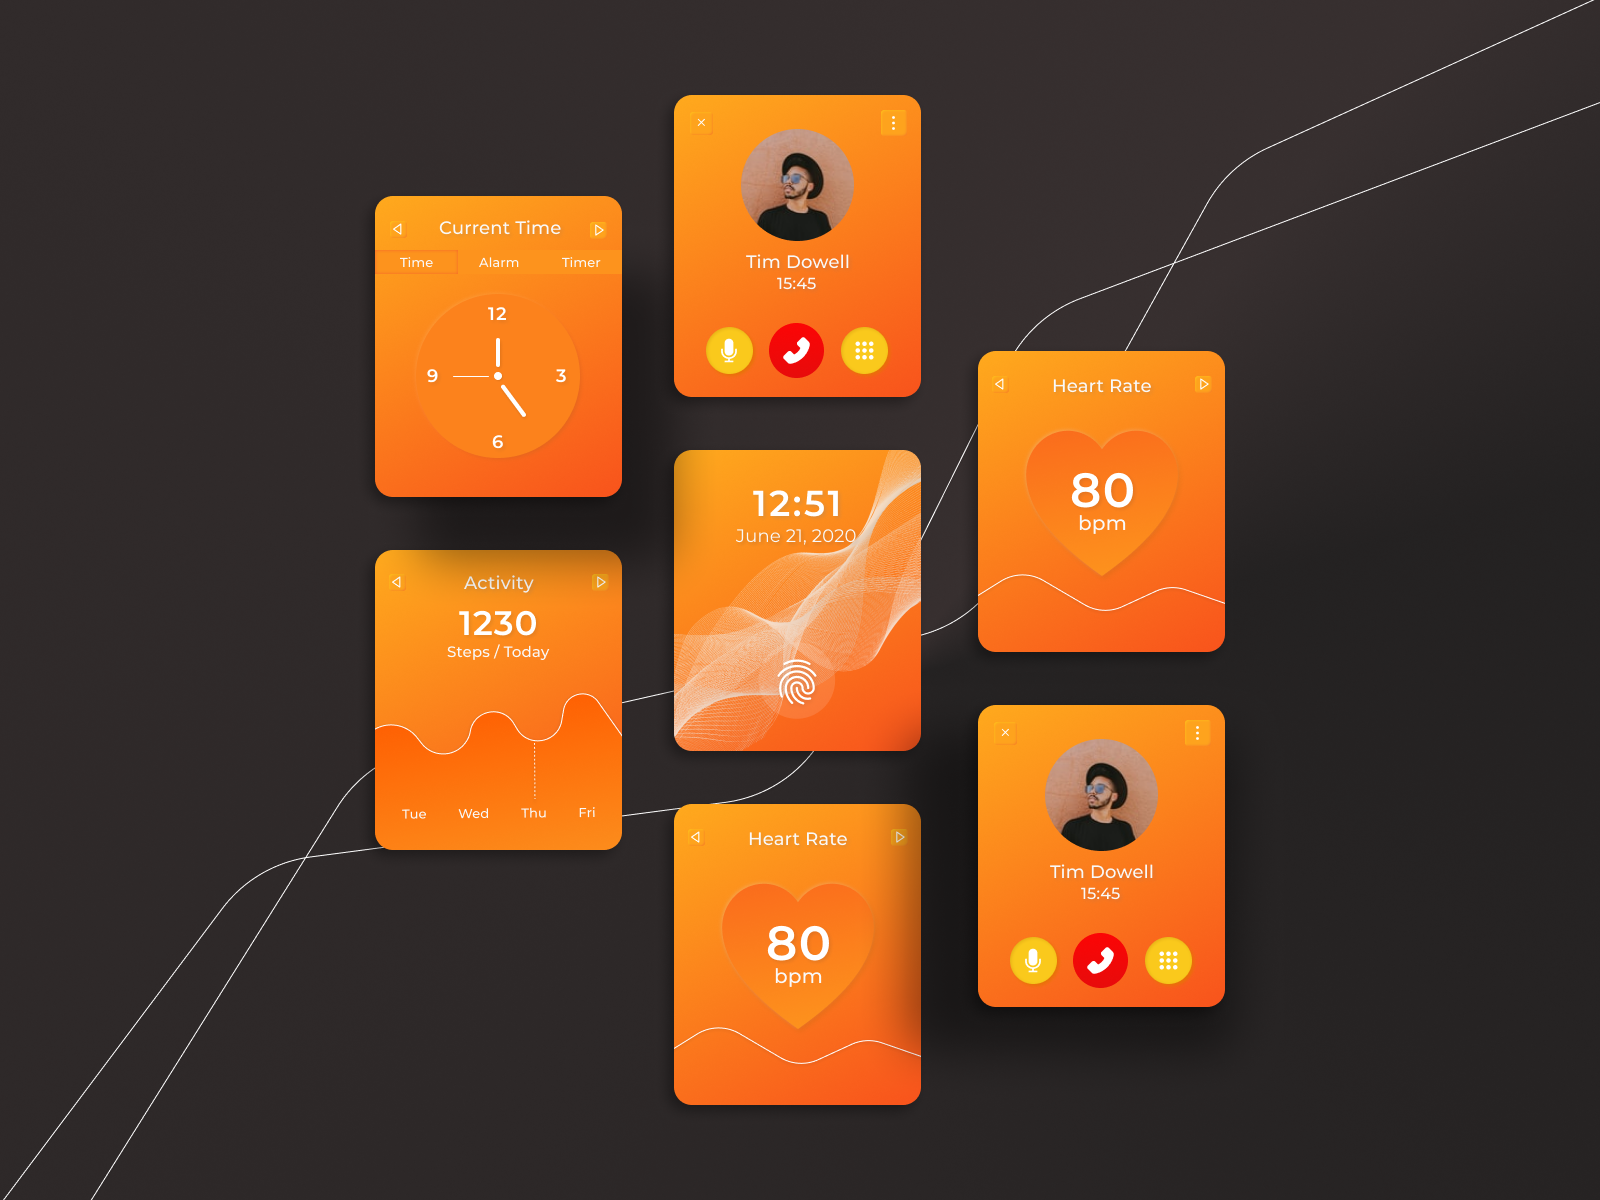 Current Time
Time Alarm Timer
12
9 3
6
Activity
1230
Steps / Today
Tue Wed Thu Fri
Tim Dowell
15:45
12:51
June 21, 2020
Heart Rate
80
bpm
Heart Rate
80
bpm
Tim Dowell
15:45